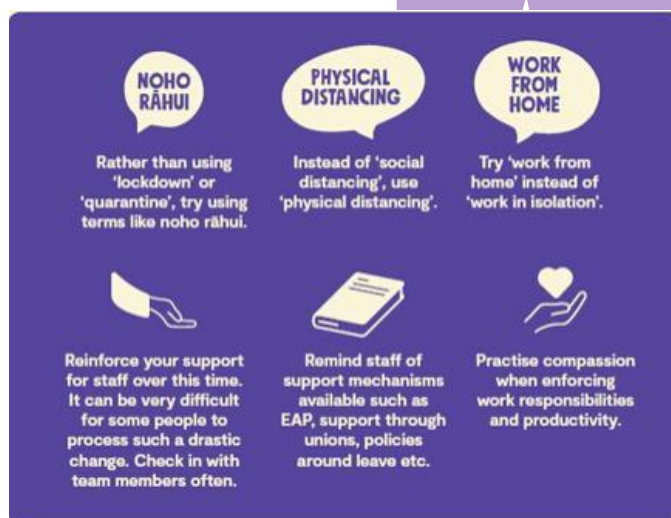 NOHO
RĀHUI
Rather than using
'lockdown' or
'quarantine', try using
terms like noho rāhui.
PHYSICAL
DISTANCING
Instead of 'social
distancing', use
'physical distancing'.
WORK
FROM
HOME
Try 'work from
home' instead of
'work in isolation'.
Reinforce your support
for staff over this time.
It can be very difficult
for some people to
process such a drastic
change. Check in with
team members often.
Remind staff of
support mechanisms
available such as
EAP, support through
unions, policies
around leave etc.
Practise compassion
when enforcing
work responsibilities
and productivity.